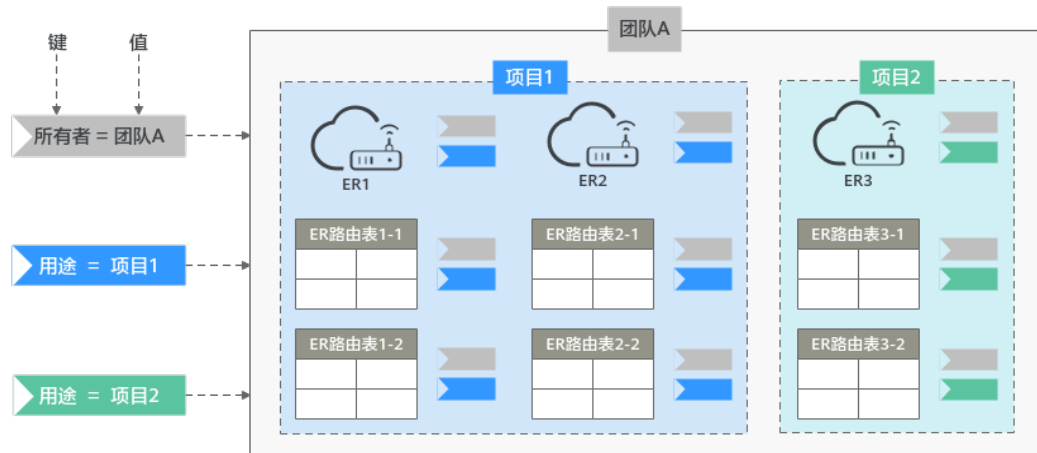 团队A
键
值
项目1
项目2
所有者 = 团队A
ER1
ER2
ER3
ER路由表1-1
ER路由表2-1
ER路由表3-1
用途 = 项目1
ER路由表1-2
ER路由表2-2
ER路由表3-2
用途 = 项目2